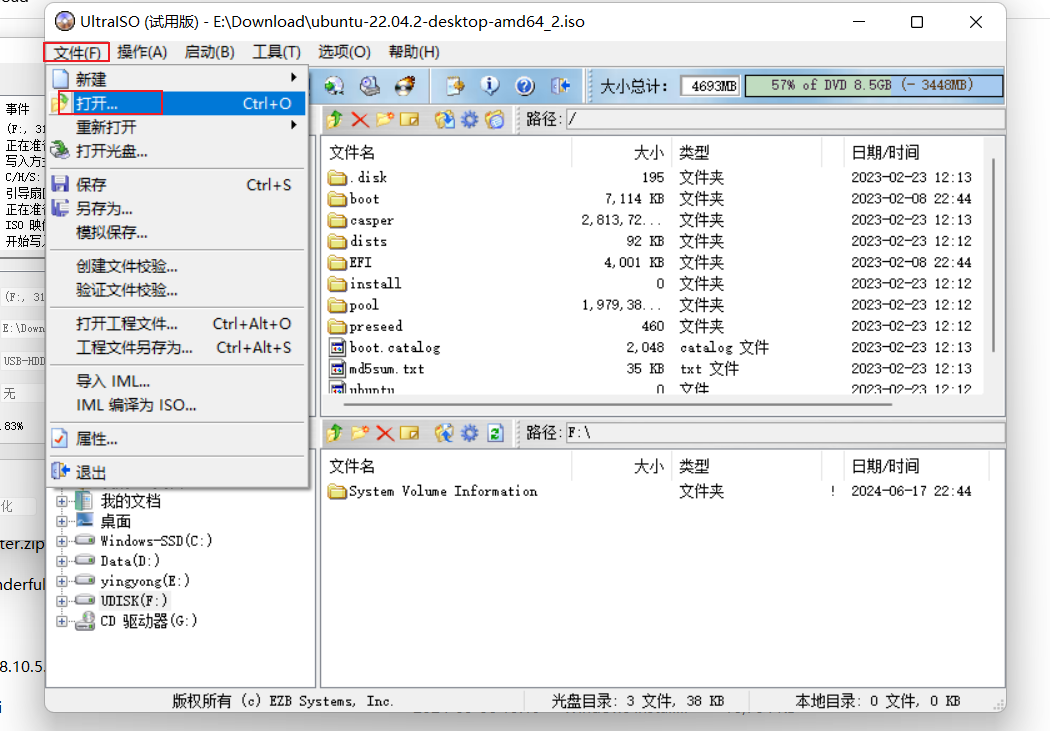 UltraISO (试用版) - E:\Download\ubuntu-22.04.2-desktop-amd64_2.iso
文件(F) 操作(A) 启动(B) 工具(T) 选项(O) 帮助(H)
大小总计: 4693MB 57% of DVD 8.5GB (- 3448MB)
新建
打开... Ctrl+O
重新打开
打开光盘...
保存 Ctrl+S
另存为...
模拟保存...
创建文件校验...
验证文件校验...
打开工程文件... Ctrl+Alt+O
工程文件另存为... Ctrl+Alt+S
导入 IML...
IML 编译为 ISO...
属性...
退出
路径: /
文件名 大小 类型 日期/时间
.disk 195 文件夹 2023-02-23 12:13
boot 7,114 KB 文件夹 2023-02-08 22:44
casper 2,813,72... 文件夹 2023-02-23 12:13
dists 92 KB 文件夹 2023-02-23 12:12
EFI 4,001 KB 文件夹 2023-02-08 22:44
install 0 文件夹 2023-02-23 12:12
pool 1,979,38... 文件夹 2023-02-23 12:12
preseed 460 文件夹 2023-02-23 12:12
boot.catalog 2,048 catalog 文件 2023-02-23 12:13
md5sum.txt 35 KB txt 文件 2023-02-23 12:13
ubuntu 0 文件 2023-02-23 12:12
路径: F:\
文件名 大小 类型 日期/时间
System Volume Information 文件夹 ! 2024-06-17 22:44
我的文档
桌面
Windows-SSD(C:)
Data(D:)
yingyong(E:)
UDISK(F:)
CD 驱动器(G:)
版权所有 (c) EZB Systems, Inc. 光盘目录: 3 文件, 38 KB 本地目录: 0 文件, 0 KB
事件
(F:, 31
正在准
写入方
C/H/S:
引导扇
正在准
ISO 映
开始写
(F:, 31
E:\Down
USB-HDD
无
83%
化
ter.zip
nderful
8.10.5.